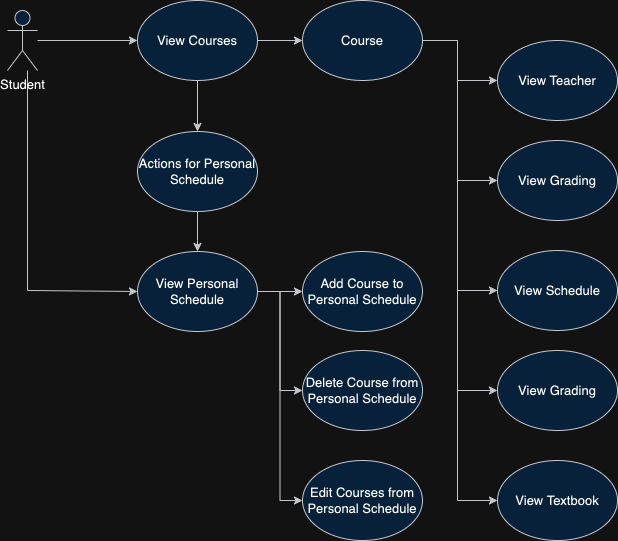 Student
View Courses
Course
Actions for Personal
Schedule
View Personal
Schedule
Add Course to
Personal Schedule
Delete Course from
Personal Schedule
Edit Courses from
Personal Schedule
View Teacher
View Grading
View Schedule
View Grading
View Textbook